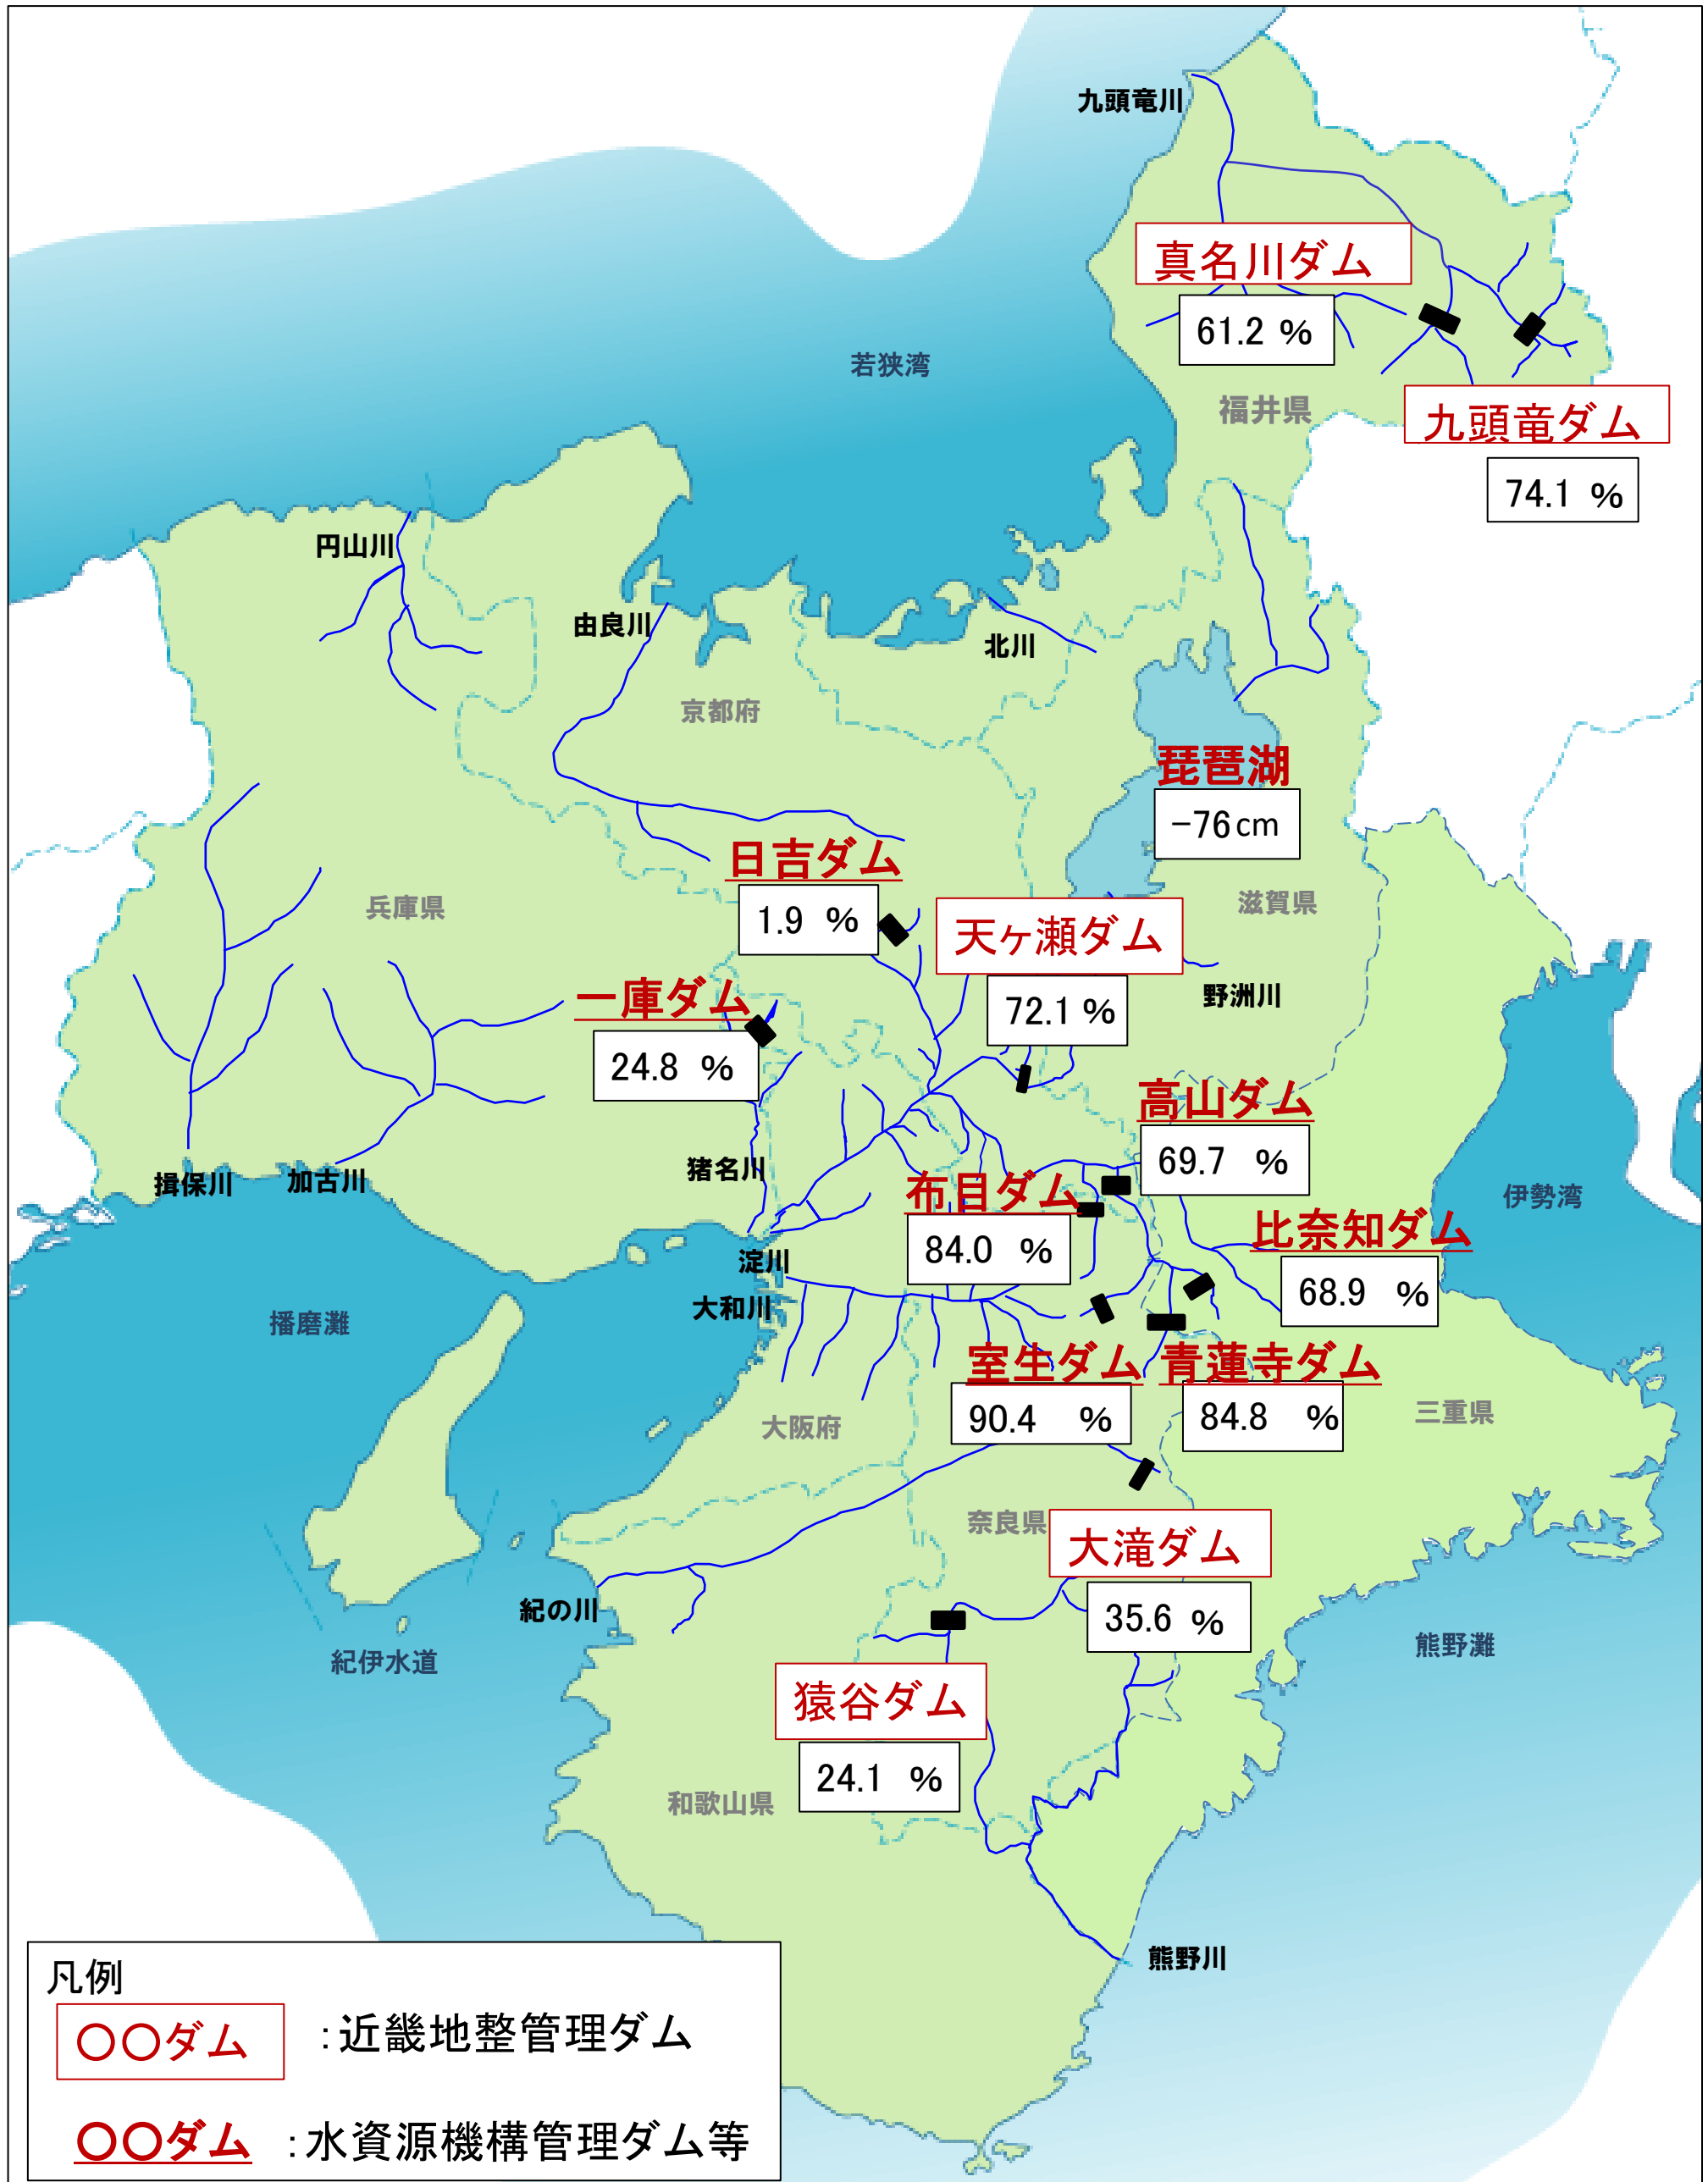 九頭竜川
真名川ダム
61.2 %
若狭湾
福井県
九頭竜ダム
74.1 %
円山川
由良川
北川
京都府
琵琶湖
-76cm
日吉ダム
1.9 %
兵庫県
滋賀県
天ヶ瀬ダム
72.1 %
野洲川
一庫ダム
24.8 %
高山ダム
69.7 %
猪名川
揖保川
加古川
布目ダム
84.0 %
伊勢湾
比奈知ダム
68.9 %
淀川
大和川
播磨灘
室生ダム
90.4 %
青蓮寺ダム
84.8 %
三重県
大阪府
奈良県
大滝ダム
35.6 %
紀の川
紀伊水道
熊野灘
猿谷ダム
24.1 %
和歌山県
熊野川
凡例
〇〇ダム :近畿地整管理ダム
〇〇ダム :水資源機構管理ダム等